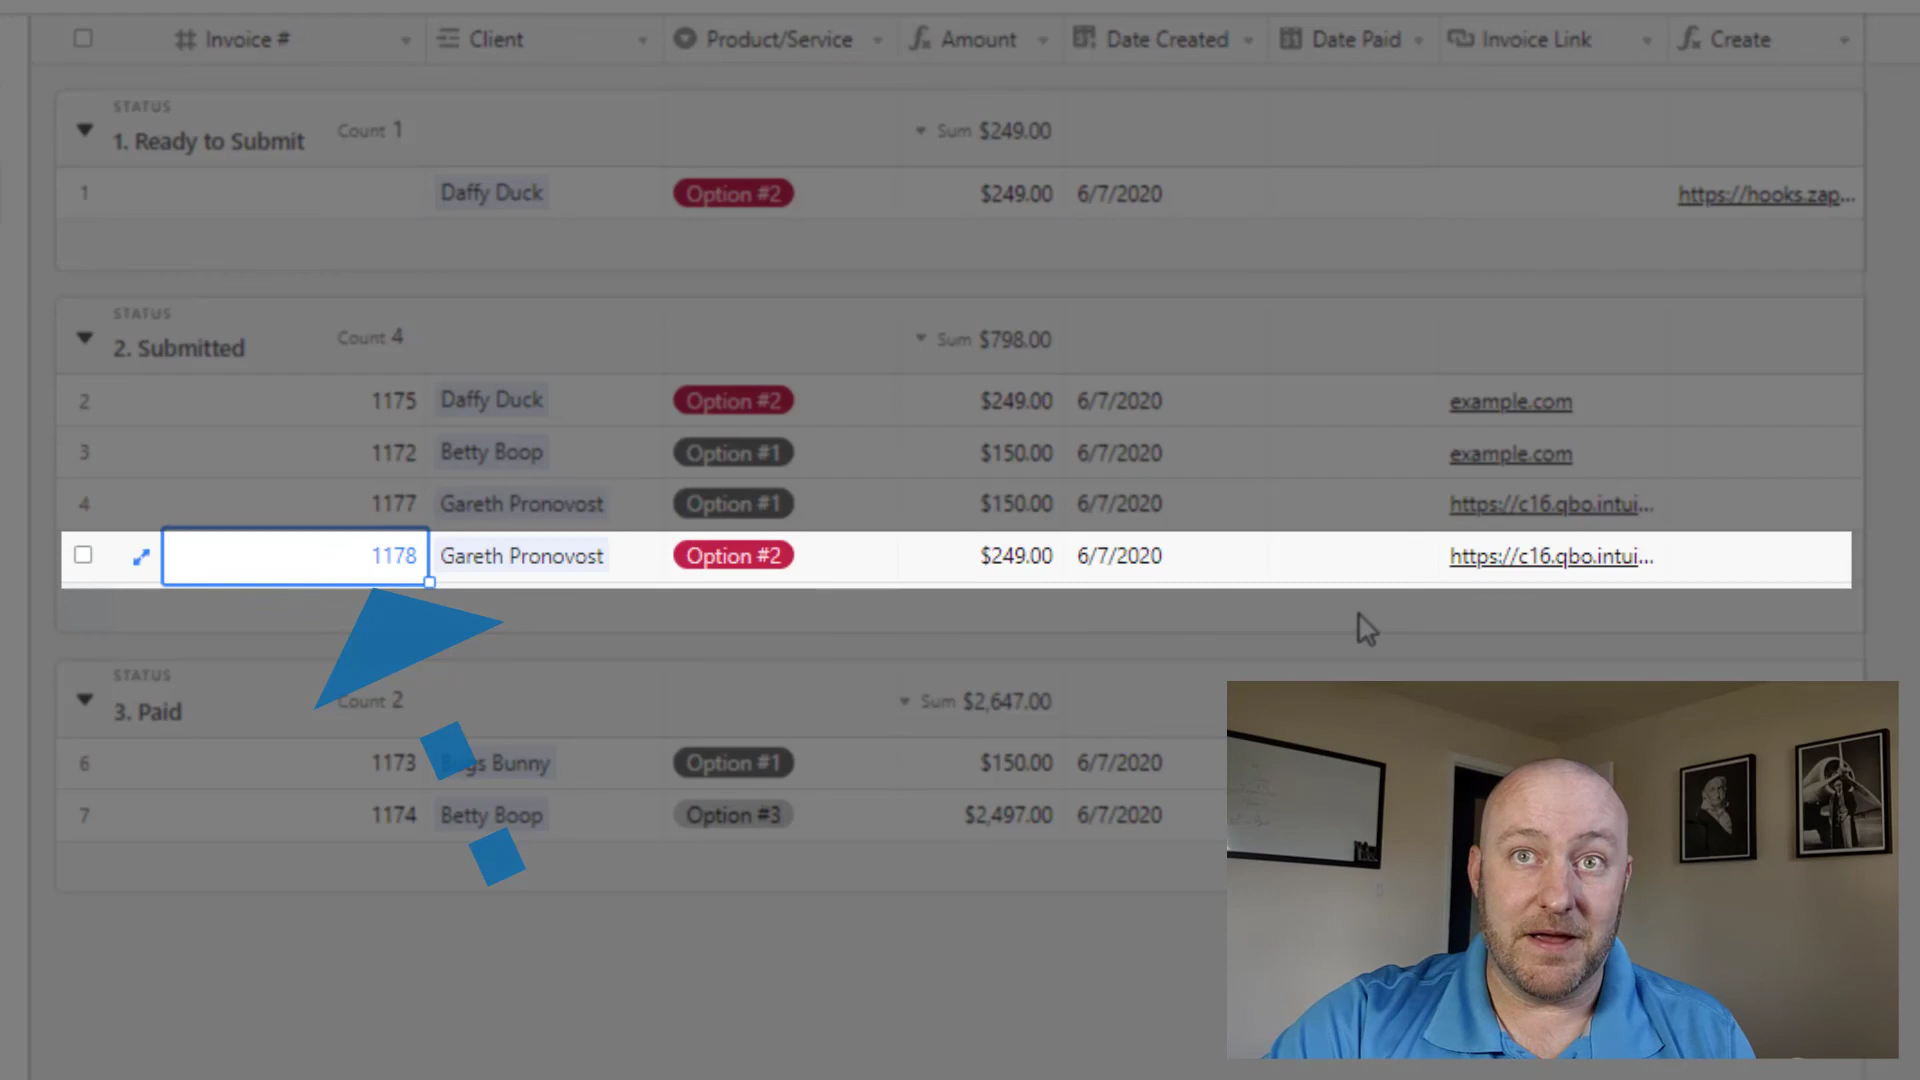 Invoice # Client Product/Service Amount Date Created Date Paid Invoice Link Create
STATUS
1. Ready to Submit Count 1 Sum $249.00
1 Daffy Duck Option #2 $249.00 6/7/2020 https://hooks.zap...
STATUS
2. Submitted Count 4 Sum $798.00
2 1175 Daffy Duck Option #2 $249.00 6/7/2020 example.com
3 1172 Betty Boop Option #1 $150.00 6/7/2020 example.com
4 1177 Gareth Pronovost Option #1 $150.00 6/7/2020 https://c16.qbo.intui...
1178 Gareth Pronovost Option #2 $249.00 6/7/2020 https://c16.qbo.intui...
STATUS
3. Paid Count 2 Sum $2,647.00
6 1173 Bugs Bunny Option #1 $150.00 6/7/2020
7 1174 Betty Boop Option #3 $2,497.00 6/7/2020